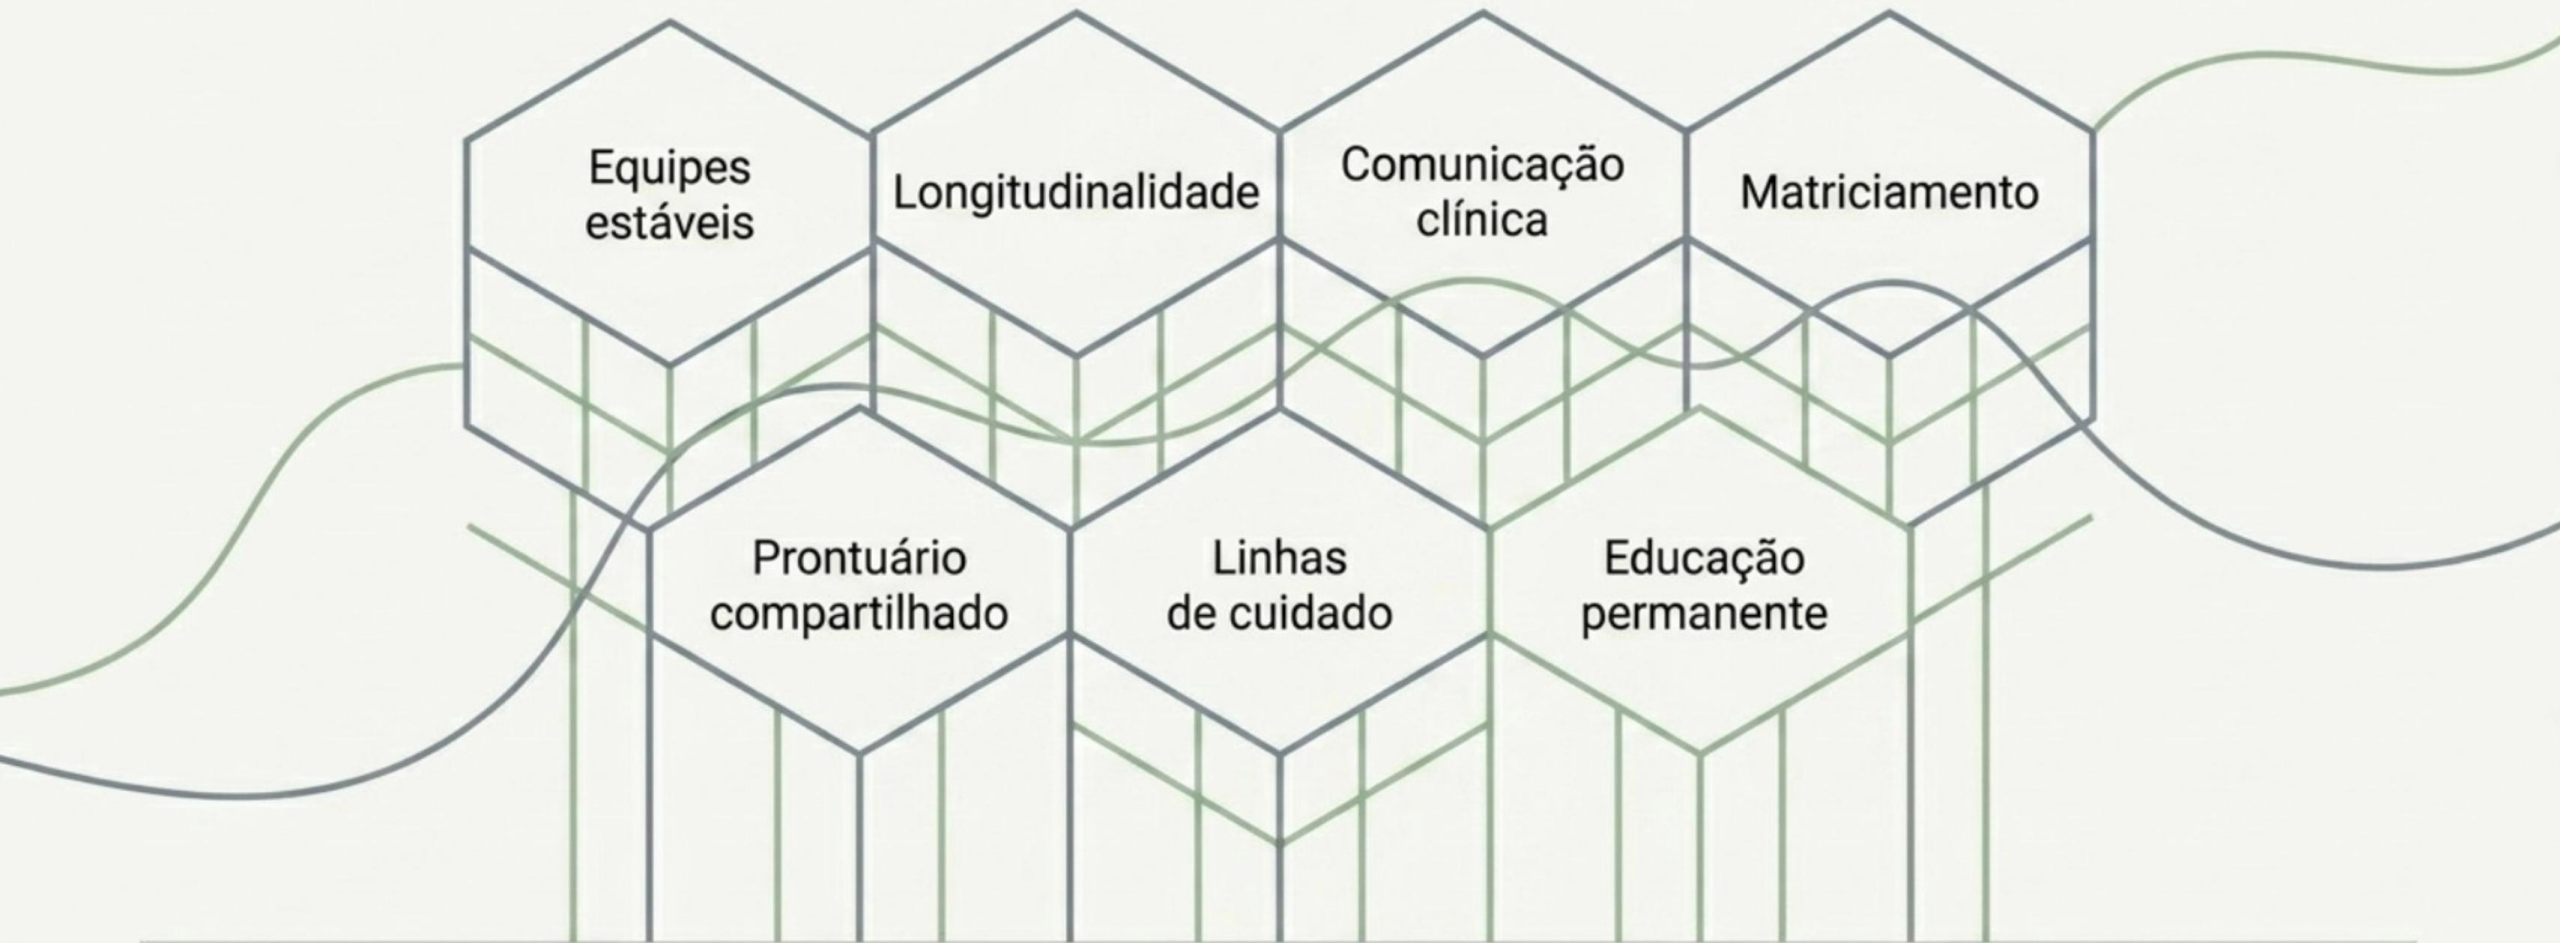 Equipes
estáveis
Longitudinalidade
Comunicação
clínica
Matriciamento
Prontuário
compartilhado
Linhas
de cuidado
Educação
permanente